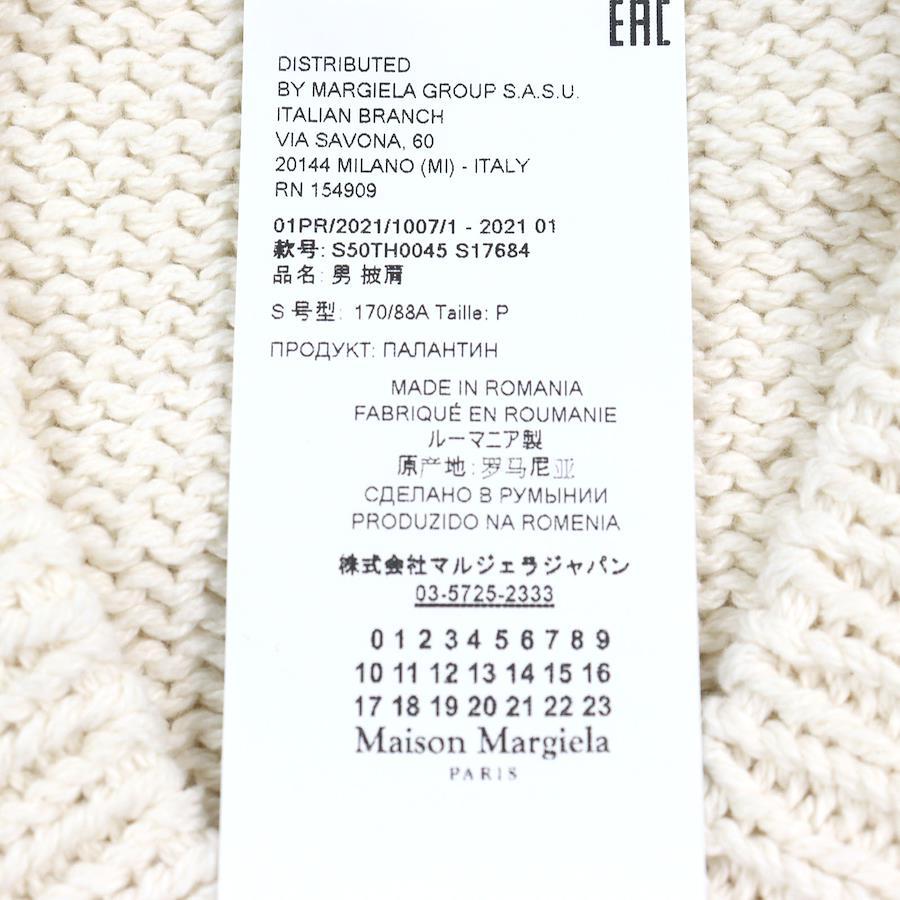 EAC
DISTRIBUTED
BY MARGIELA GROUP S.A.S.U.
ITALIAN BRANCH
VIA SAVONA, 60
20144 MILANO (MI) - ITALY
RN 154909
01PR/2021/1007/1 - 2021 01
款号: S50TH0045 S17684
品名: 男 披肩
S 号型: 170/88A Taille: P
ПРОДУКТ: ПАЛАНТИН
MADE IN ROMANIA
FABRIQUÉ EN ROUMANIE
ルーマニア製
原产地: 罗马尼亚
СДЕЛАНО В РУМЫНИИ
PRODUZIDO NA ROMENIA
株式会社マルジェラジャパン
03-5725-2333
0 1 2 3 4 5 6 7 8 9
10 11 12 13 14 15 16
17 18 19 20 21 22 23
Maison Margiela
PARIS